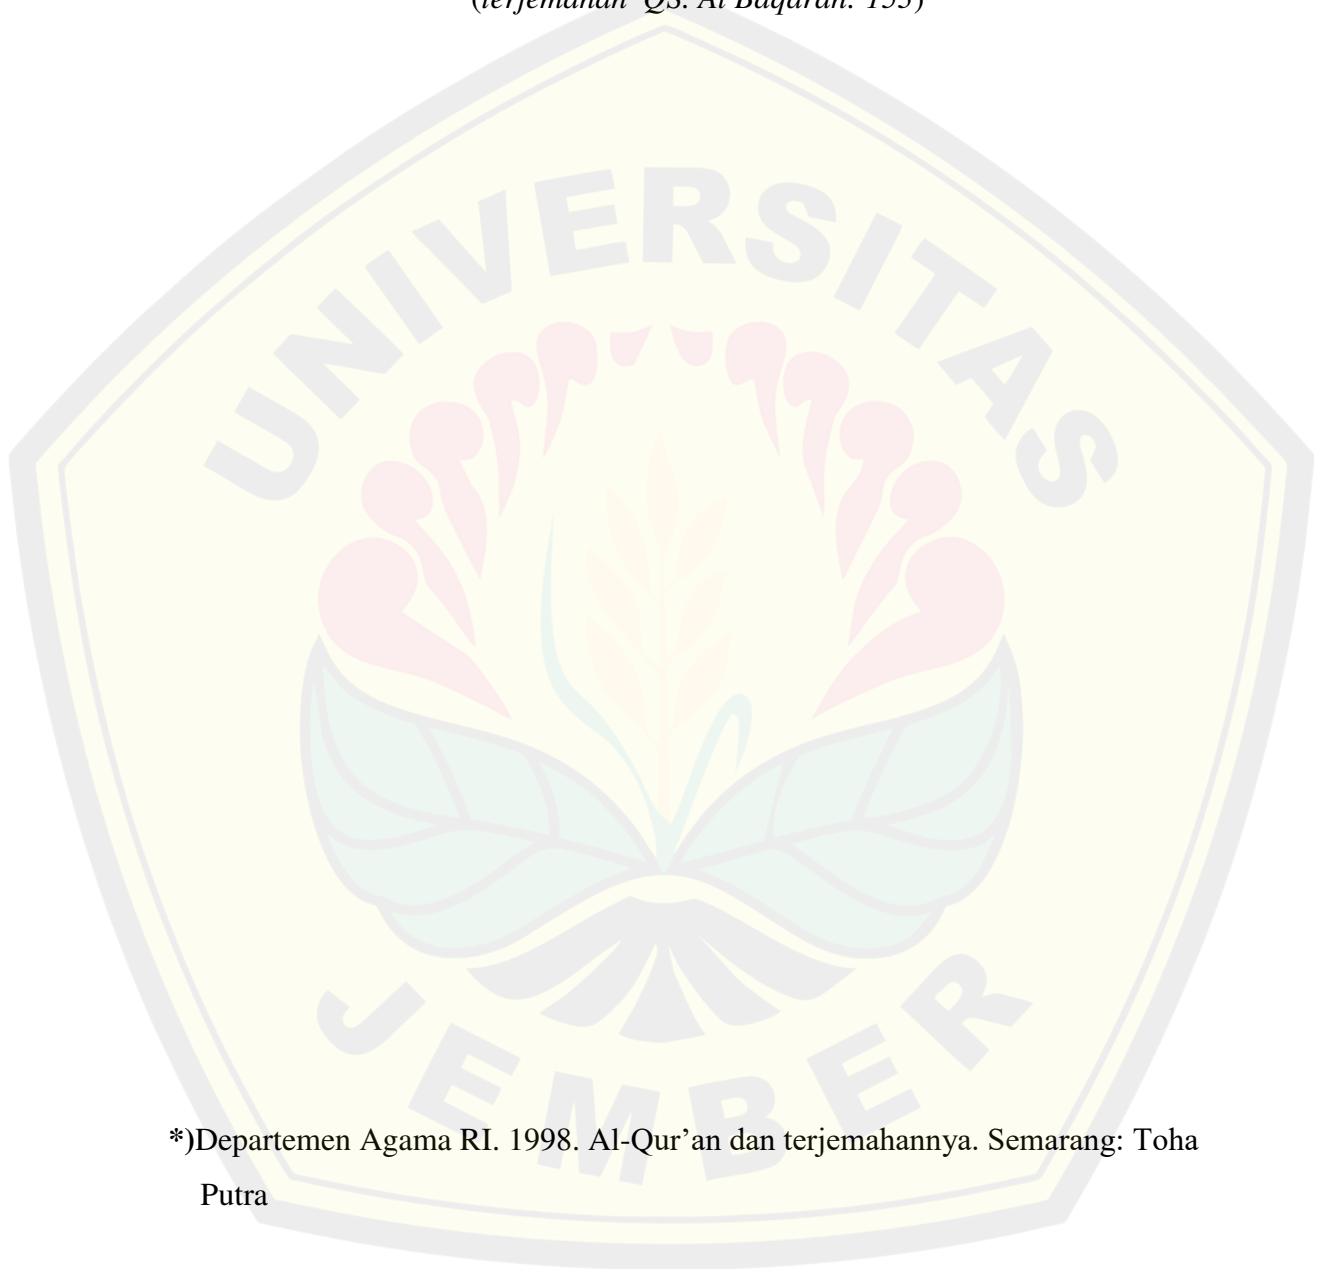 (terjemahan QS. Al Baqarah: 153)
UNIVERSITAS
JEMBER
*)Departemen Agama RI. 1998. Al-Qur’an dan terjemahannya. Semarang: Toha
Putra